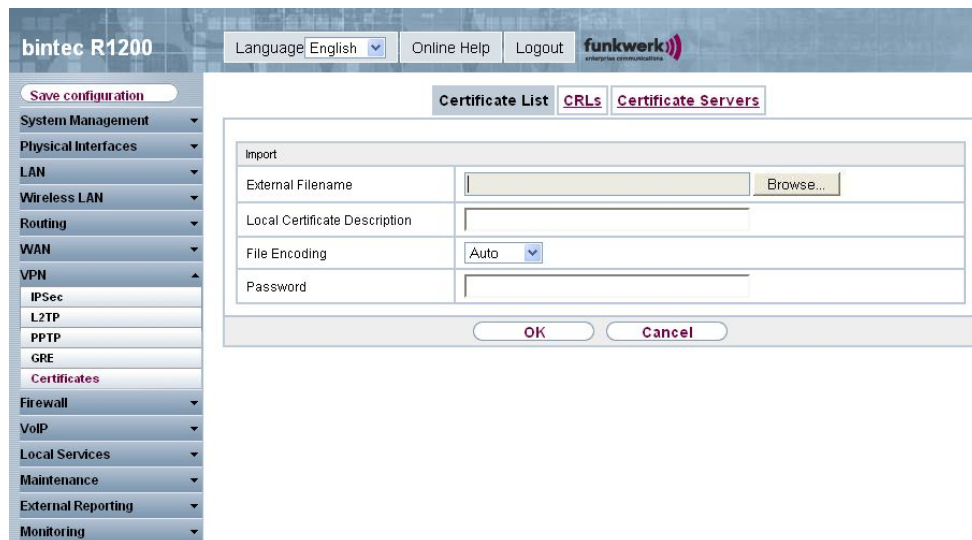 bintec R1200
Language English
Online Help
Logout
funkwerk
enterprise communications
Save configuration
System Management
Physical Interfaces
LAN
Wireless LAN
Routing
WAN
VPN
IPSec
L2TP
PPTP
GRE
Certificates
Firewall
VoIP
Local Services
Maintenance
External Reporting
Monitoring
Certificate List CRLs Certificate Servers
Import
External Filename Browse...
Local Certificate Description
File Encoding Auto
Password
OK Cancel